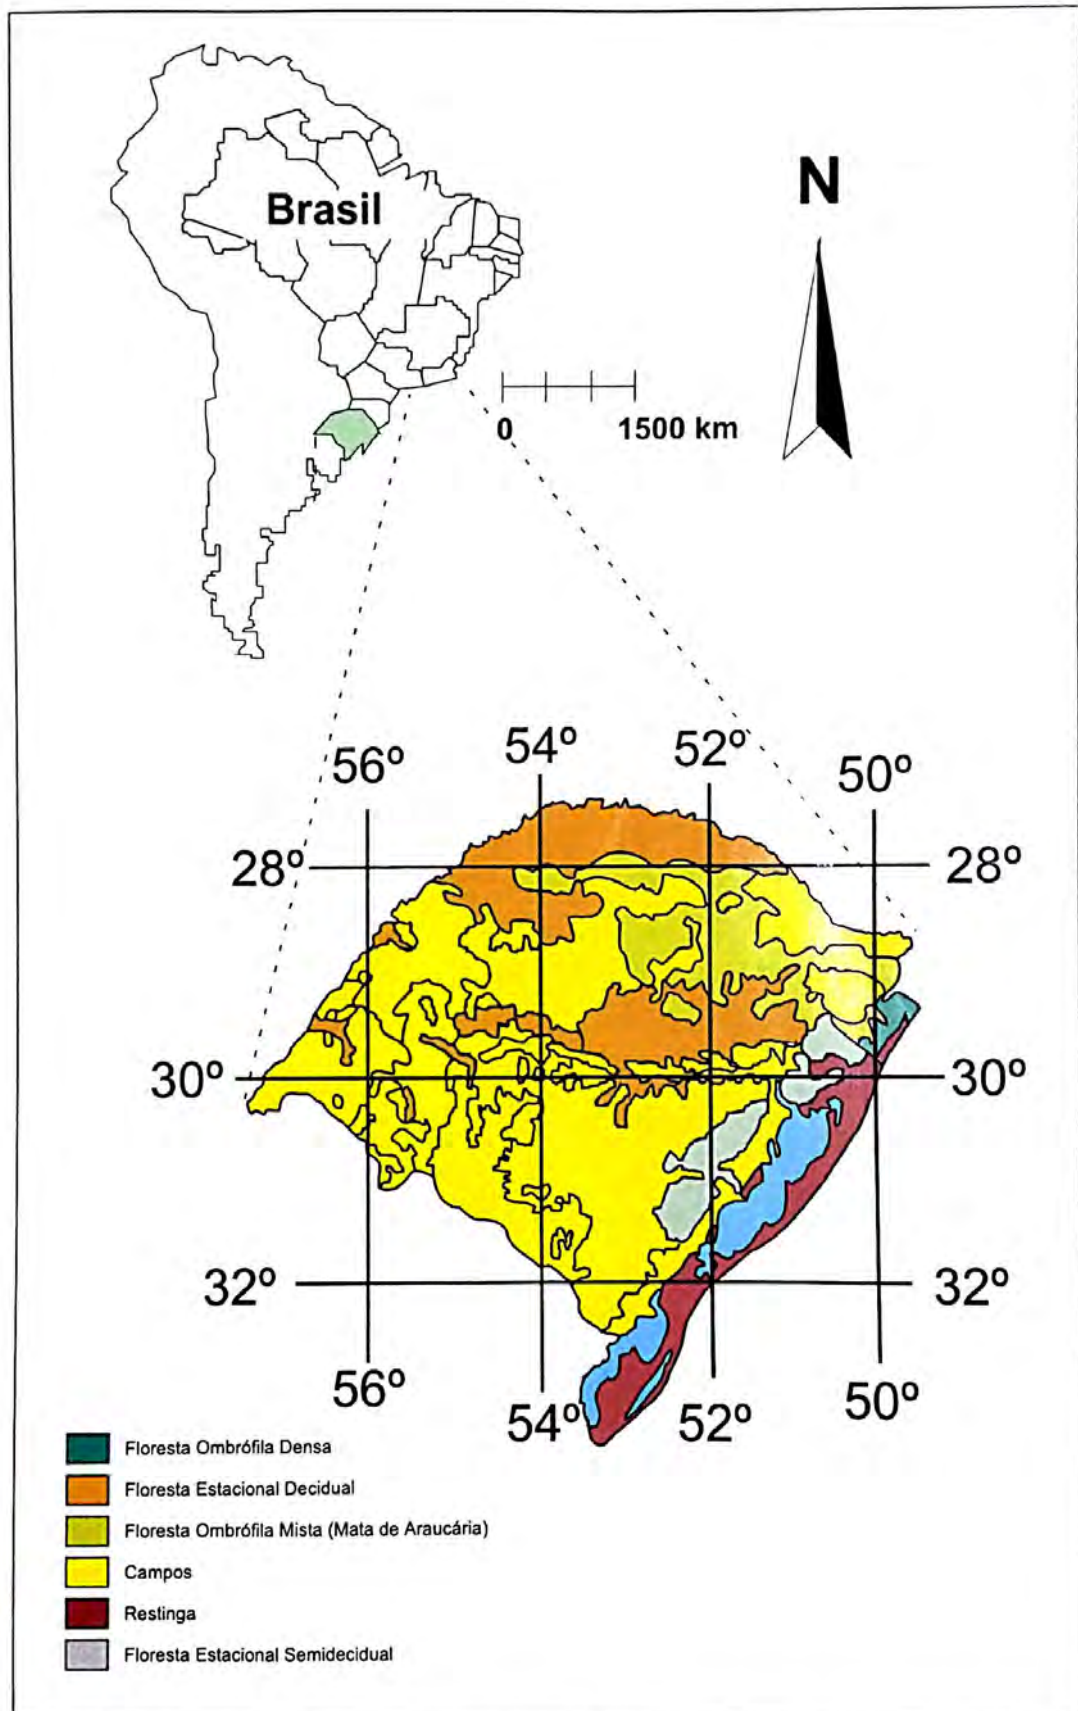 Brasil
N
0 1500 km
56º 54º 52º 50º
28º 28º
30º 30º
32º 32º
56º 54º 52º 50º
Floresta Ombrófila Densa
Floresta Estacional Decidual
Floresta Ombrófila Mista (Mata de Araucária)
Campos
Restinga
Floresta Estacional Semidecidual